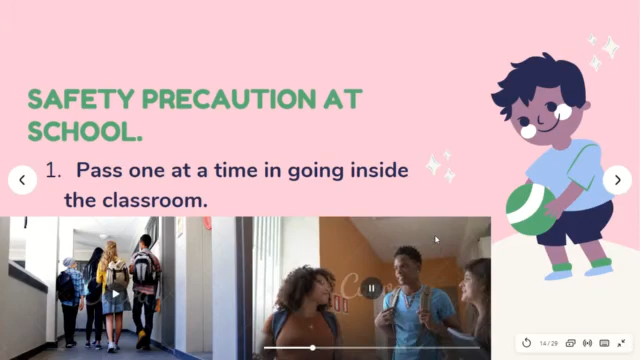 SAFETY PRECAUTION AT
SCHOOL.
1. Pass one at a time in going inside
the classroom.
14 / 29